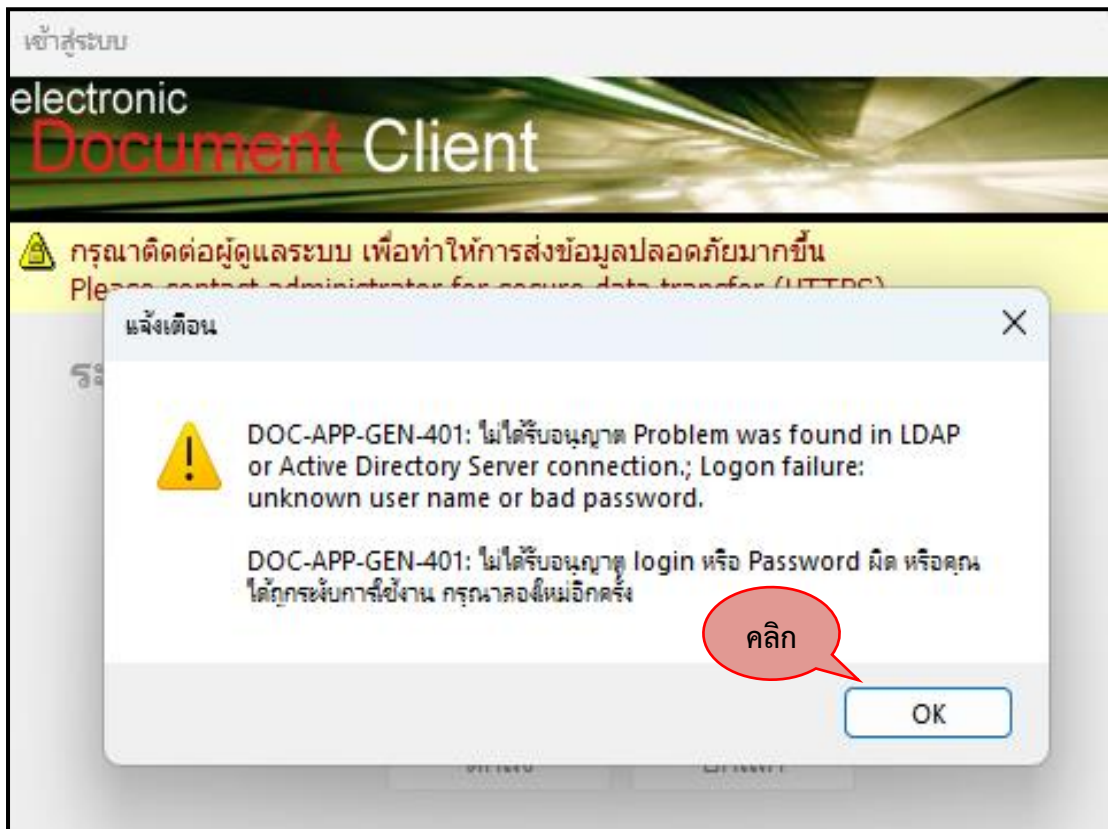 เข้าสู่ระบบ
electronic
Document Client
กรุณาติดต่อผู้ดูแลระบบ เพื่อทำให้การส่งข้อมูลปลอดภัยมากขึ้น
Please contact administrator for secure data transfer (HTTPS)
แจ้งเตือน
DOC-APP-GEN-401: ไม่ได้รับอนุญาต Problem was found in LDAP
or Active Directory Server connection.; Logon failure:
unknown user name or bad password.
DOC-APP-GEN-401: ไม่ได้รับอนุญาต login หรือ Password ผิด หรือคุณ
ได้ถูกระงับการใช้งาน กรุณาลองใหม่อีกครั้ง
คลิก
OK